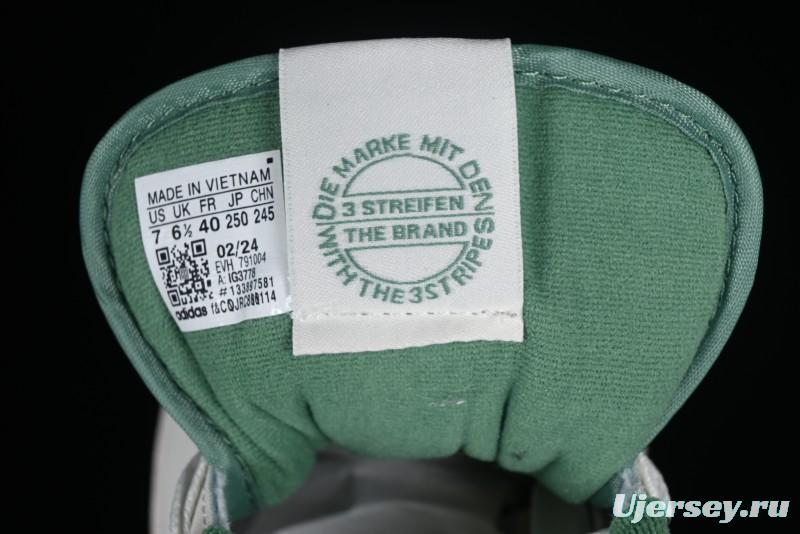 MADE IN VIETNAM
US UK FR JP CHN
7 6½ 40 250 245
02/24
EVH 791004
A: IG3778
# 133897581
adidas
DIE MARKE MIT DEN
3 STREIFEN
THE BRAND
WITH THE 3 STRIPES
Ujersey.ru